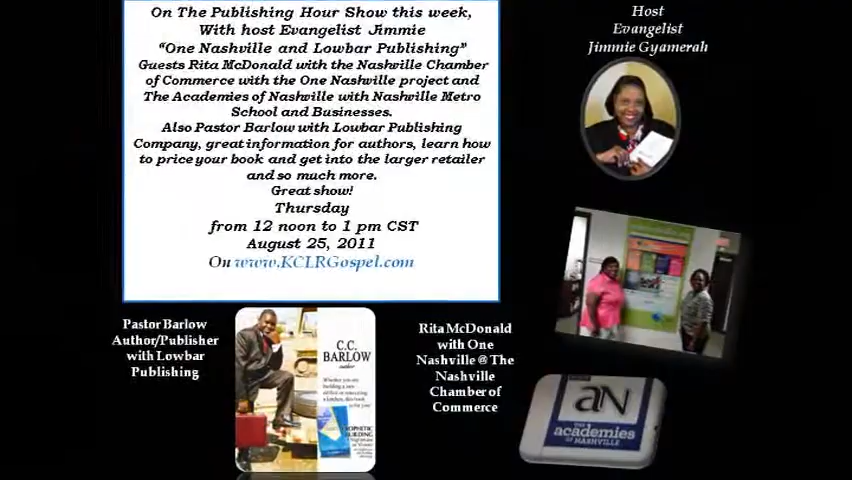 On The Publishing Hour Show this week,
With host Evangelist Jimmie
“One Nashville and Lowbar Publishing”
Guests Rita McDonald with the Nashville Chamber
of Commerce with the One Nashville project and
The Academies of Nashville with Nashville Metro
School and Businesses.
Also Pastor Barlow with Lowbar Publishing
Company, great information for authors, learn how
to price your book and get into the larger retailer
and so much more.
Great show!
Thursday
from 12 noon to 1 pm CST
August 25, 2011
On www.KCLRGospel.com
Host
Evangelist
Jimmie Gyamerah
Pastor Barlow
Author/Publisher
with Lowbar
Publishing
C.C.
BARLOW
author
Rita McDonald
with One
Nashville @ The
Nashville
Chamber of
Commerce
aN
academies
OF NASHVILLE